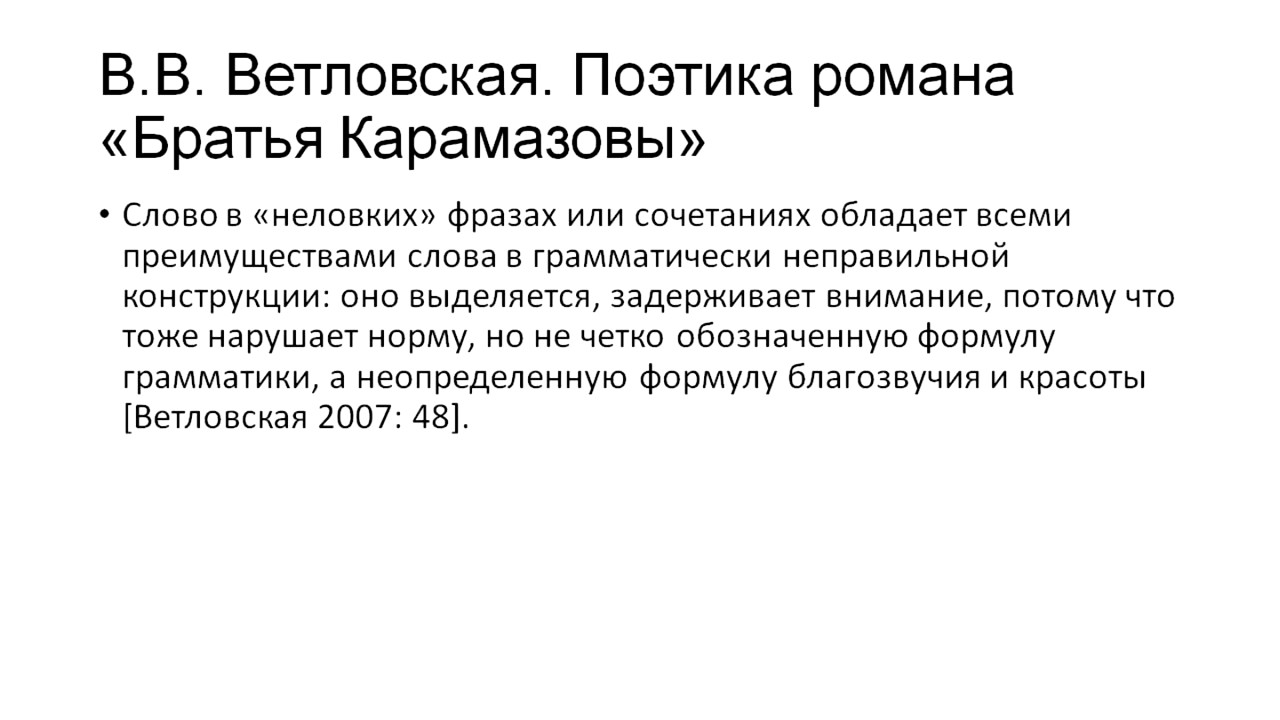 В.В. Ветловская. Поэтика романа
«Братья Карамазовы»
• Слово в «неловких» фразах или сочетаниях обладает всеми
преимуществами слова в грамматически неправильной
конструкции: оно выделяется, задерживает внимание, потому что
тоже нарушает норму, но не четко обозначенную формулу
грамматики, а неопределенную формулу благозвучия и красоты
[Ветловская 2007: 48].